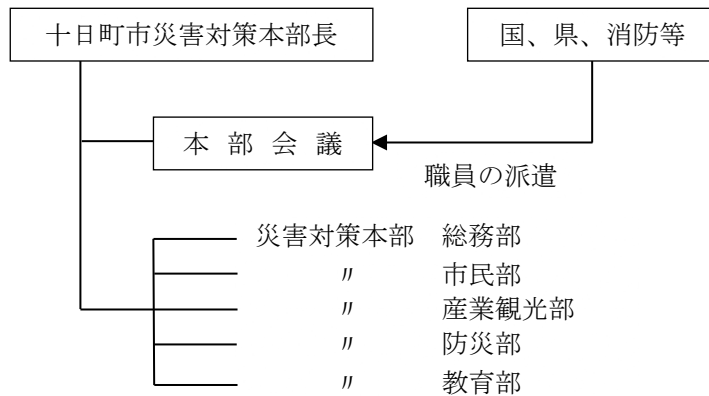 十日町市災害対策本部長
国、県、消防等
本部会議
職員の派遣
災害対策本部 総務部
〃 市民部
〃 産業観光部
〃 防災部
〃 教育部